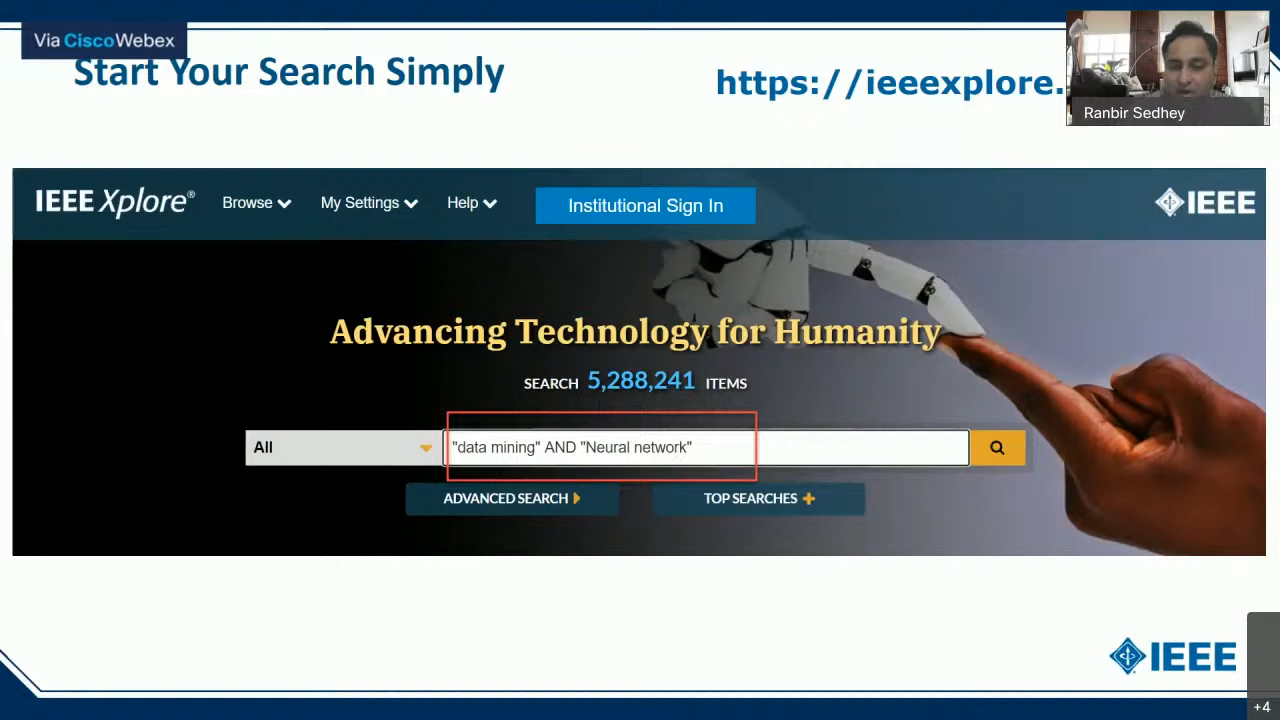 Via CiscoWebex
Start Your Search Simply
https://ieeexplore.
Ranbir Sedhey
IEEE Xplore®
Browse
My Settings
Help
Institutional Sign In
IEEE
Advancing Technology for Humanity
SEARCH 5,288,241 ITEMS
All
"data mining" AND "Neural network"
ADVANCED SEARCH
TOP SEARCHES
IEEE
+4